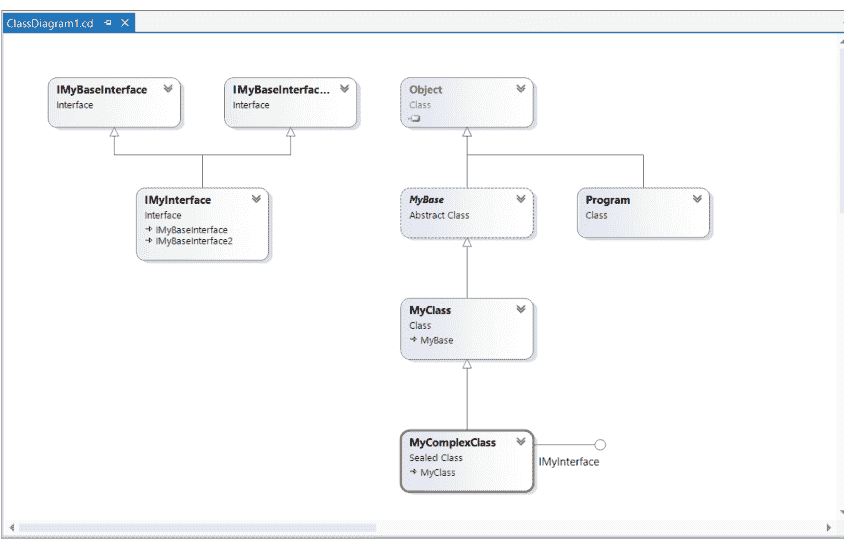 ClassDiagram1.cd
IMyBaseInterface
Interface
IMyBaseInterfac...
Interface
Object
Class
IMyInterface
Interface
IMyBaseInterface
IMyBaseInterface2
MyBase
Abstract Class
Program
Class
MyClass
Class
MyBase
MyComplexClass
Sealed Class
MyClass
IMyInterface